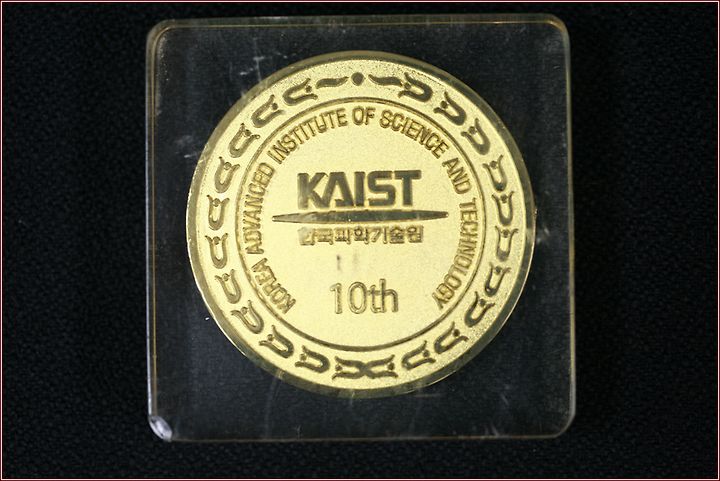 KOREA ADVANCED INSTITUTE OF SCIENCE AND TECHNOLOGY
KAIST
한국과학기술원
10th